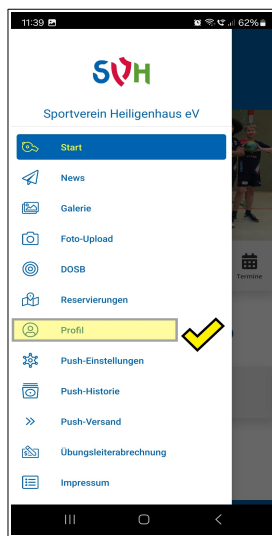 11:39
62%
SVH
Sportverein Heiligenhaus eV
Start
News
Galerie
Foto-Upload
DOSB
Reservierungen
Termine
Profil
Push-Einstellungen
Push-Historie
Push-Versand
Übungsleiterabrechnung
Impressum